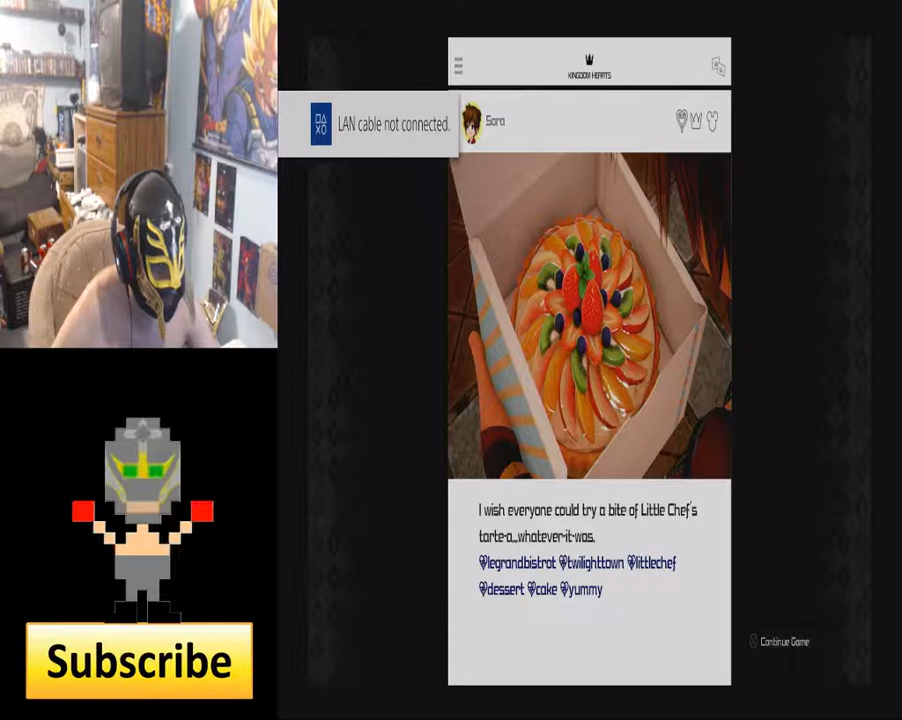 KINGDOM HEARTS
LAN cable not connected.
Sora
I wish everyone could try a bite of Little Chef's
tarte-a...whatever-it-was.
legrandbistrot twilighttown littlechef
dessert cake yummy
Continue Game
Subscribe